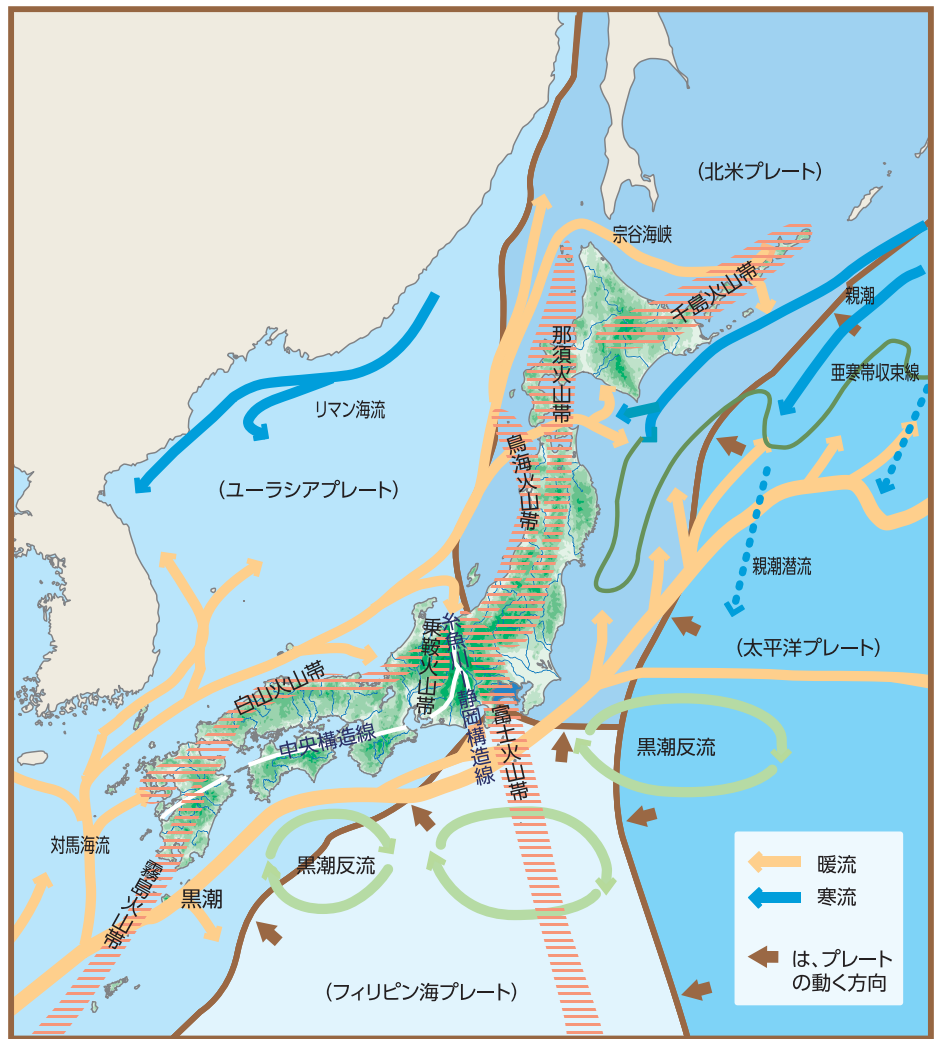 (北米プレート)
宗谷海峡
千島火山帯
親潮
那須火山帯
亜寒帯収束線
リマン海流
鳥海火山帯
(ユーラシアプレート)
親潮潜流
(太平洋プレート)
糸魚川―静岡構造線
乗鞍火山帯
白山火山帯
富士火山帯
中央構造線
黒潮反流
対馬海流
黒潮反流
霧島火山帯
黒潮
(フィリピン海プレート)
暖流
寒流
は、プレート
の動く方向